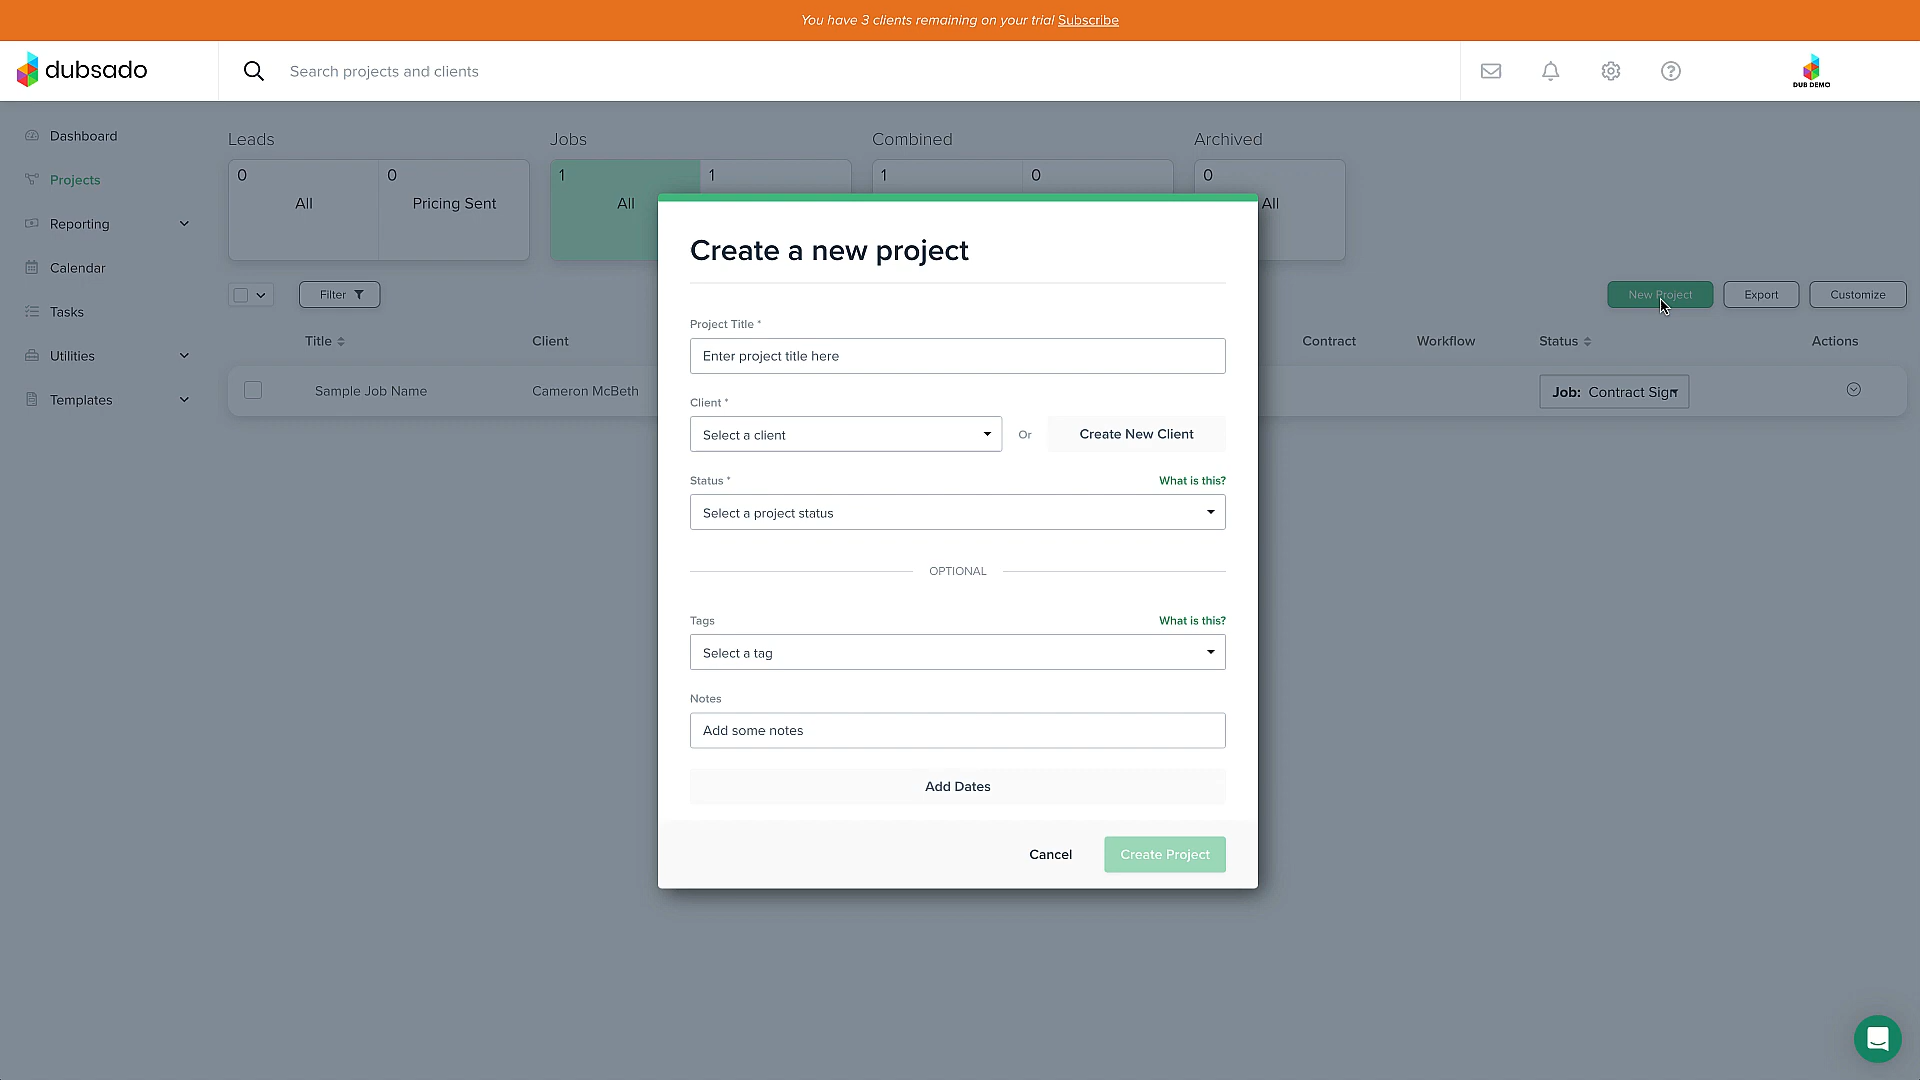 You have 3 clients remaining on your trial Subscribe
dubsado
Search projects and clients
DUB DEMO
Dashboard
Projects
Reporting
Calendar
Tasks
Utilities
Templates
Leads
Jobs
Combined
Archived
0
All
0
Pricing Sent
1
All
1
1
0
0
All
Filter
New Project
Export
Customize
Title
Client
Contract
Workflow
Status
Actions
Sample Job Name
Cameron McBeth
Job: Contract Sign
Create a new project
Project Title *
Enter project title here
Client *
Select a client
Or
Create New Client
Status *
What is this?
Select a project status
OPTIONAL
Tags
What is this?
Select a tag
Notes
Add some notes
Add Dates
Cancel
Create Project